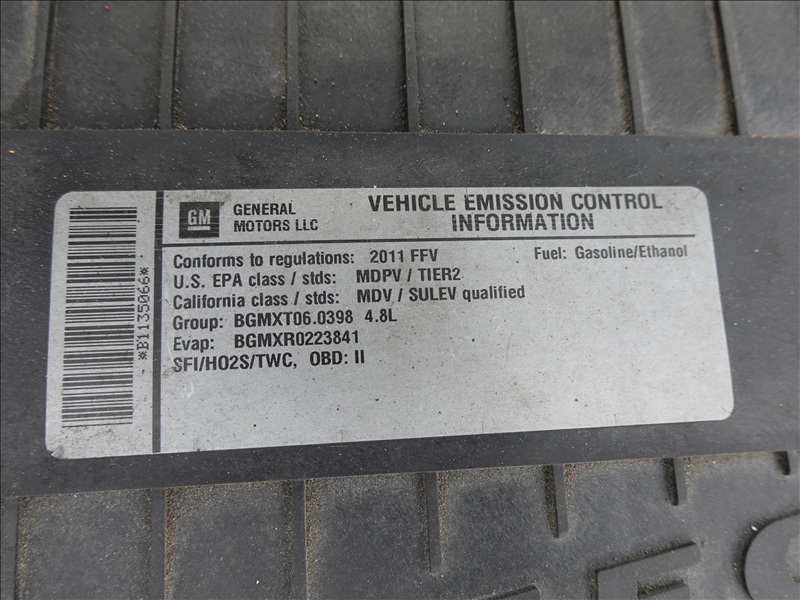 *B1135066*
GM
GENERAL
MOTORS LLC
VEHICLE EMISSION CONTROL
INFORMATION
Conforms to regulations: 2011 FFV Fuel: Gasoline/Ethanol
U.S. EPA class / stds: MDPV / TIER2
California class / stds: MDV / SULEV qualified
Group: BGMXT06.0398 4.8L
Evap: BGMXR0223841
SFI/HO2S/TWC, OBD: II